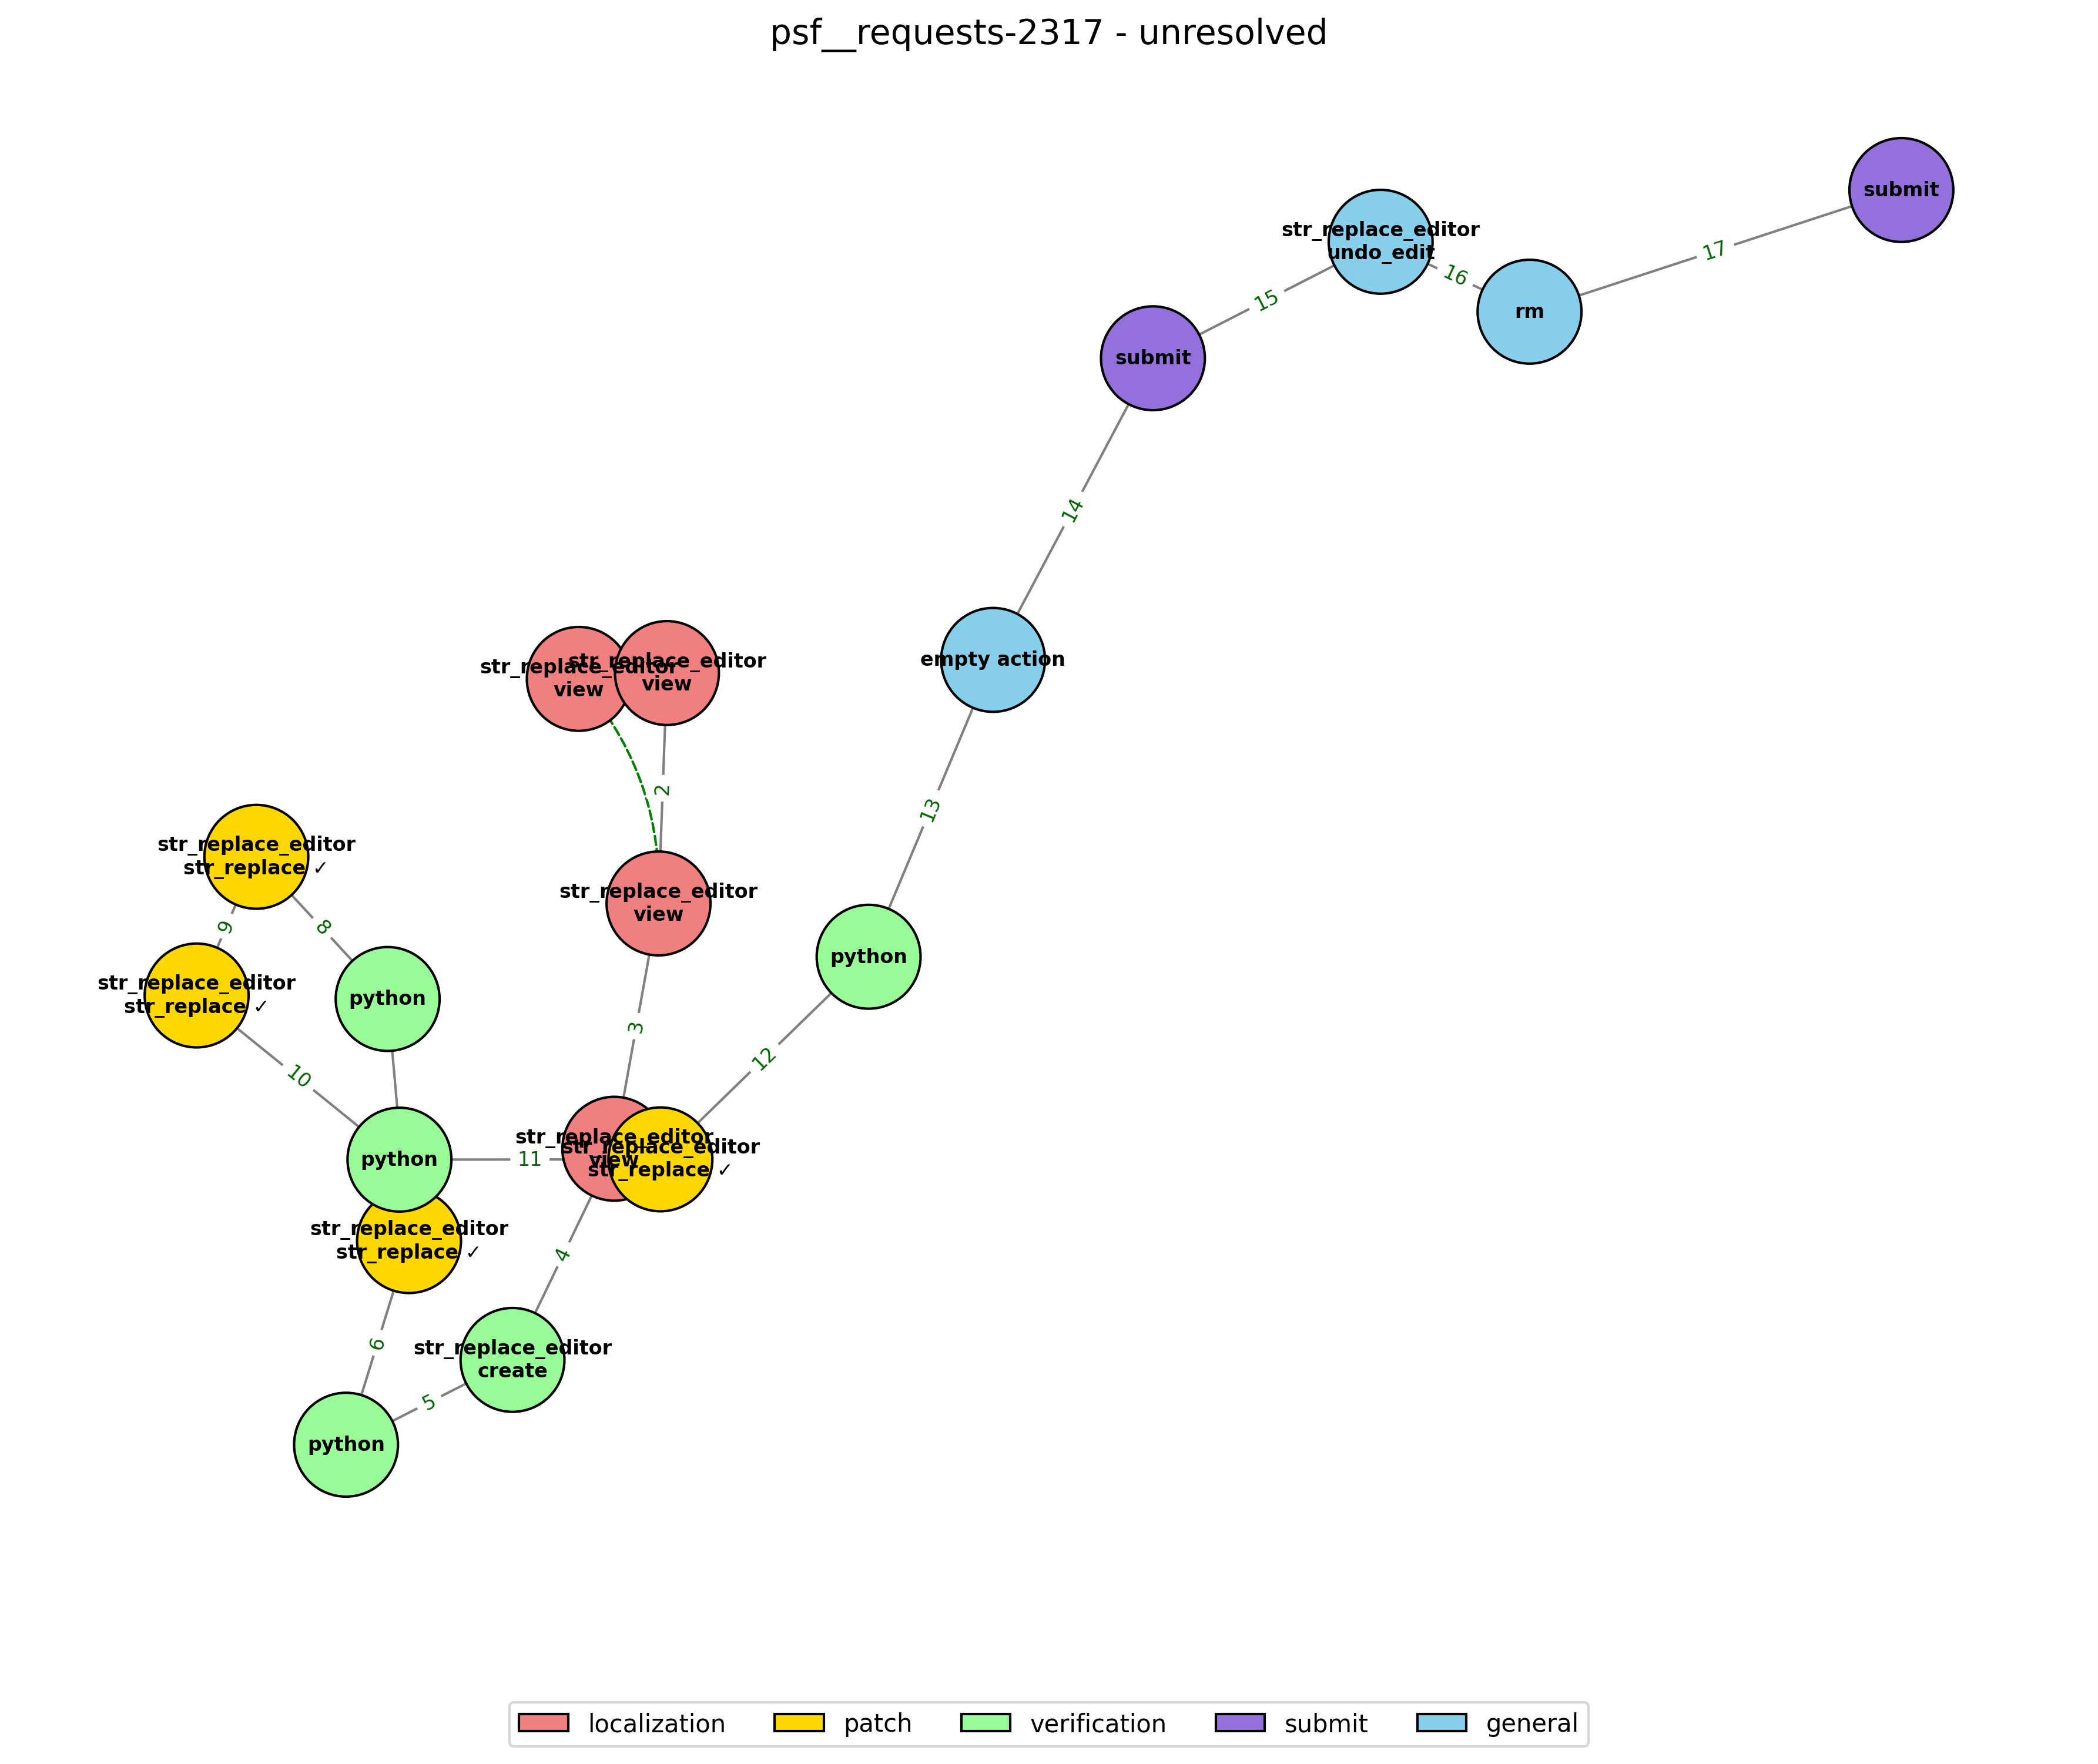 psf__requests-2317 - unresolved
submit
str_replace_editor
undo_edit
17
16
15
rm
submit
14
str_replace_editor
view
str_replace_editor
view
empty action
2
13
str_replace_editor
str_replace ✓
str_replace_editor
view
9
8
python
str_replace_editor
str_replace ✓
python
3
12
10
str_replace_editor
view
str_replace_editor
str_replace ✓
python
11
str_replace_editor
str_replace ✓
4
6
str_replace_editor
create
5
python
localization
patch
verification
submit
general